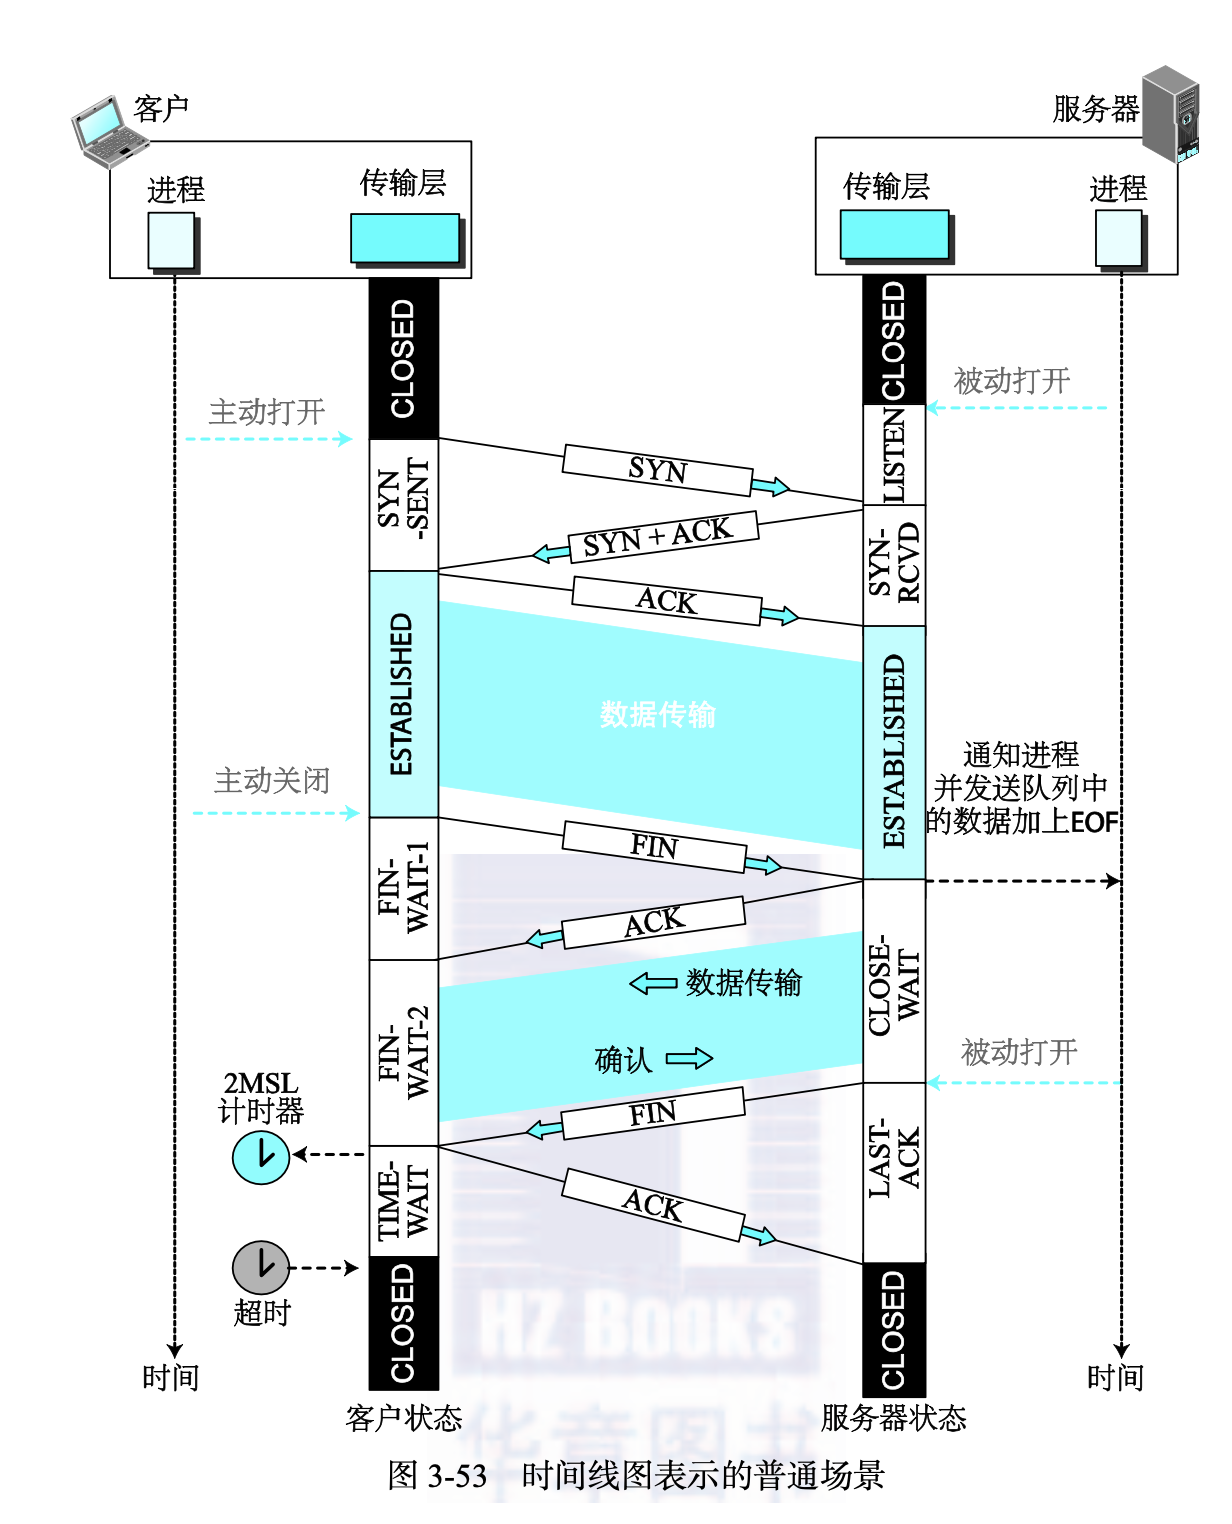 客户
服务器
进程
传输层
传输层
进程
CLOSED
CLOSED
被动打开
主动打开
LISTEN
SYN
SYN
-SENT
SYN + ACK
SYN-
RCVD
ACK
ESTABLISHED
数据传输
ESTABLISHED
主动关闭
通知进程
并发送队列中
的数据加上EOF
FIN
FIN-
WAIT-1
ACK
CLOSE-
WAIT
数据传输
FIN-
WAIT-2
确认
被动打开
2MSL
计时器
FIN
LAST-
ACK
TIME-
WAIT
ACK
超时
CLOSED
CLOSED
HZ BOOKS
时间
时间
客户状态
服务器状态
华章图书
图 3-53 时间线图表示的普通场景